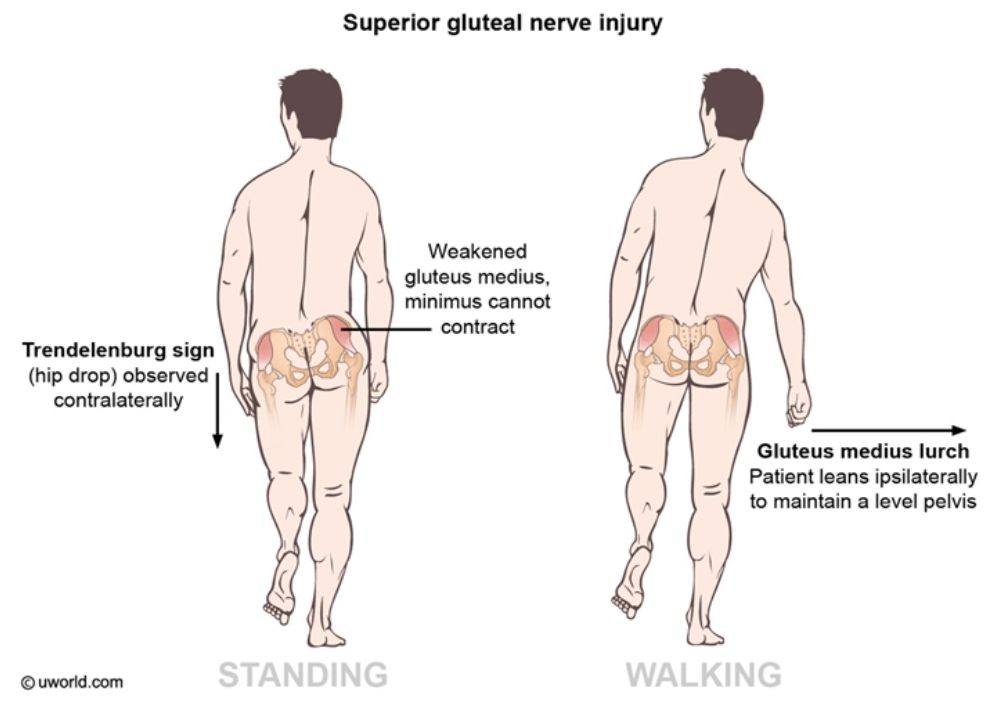 Superior gluteal nerve injury
Weakened
gluteus medius,
minimus cannot
contract
Trendelenburg sign
(hip drop) observed
contralaterally
Gluteus medius lurch
Patient leans ipsilaterally
to maintain a level pelvis
STANDING
WALKING
© uworld.com